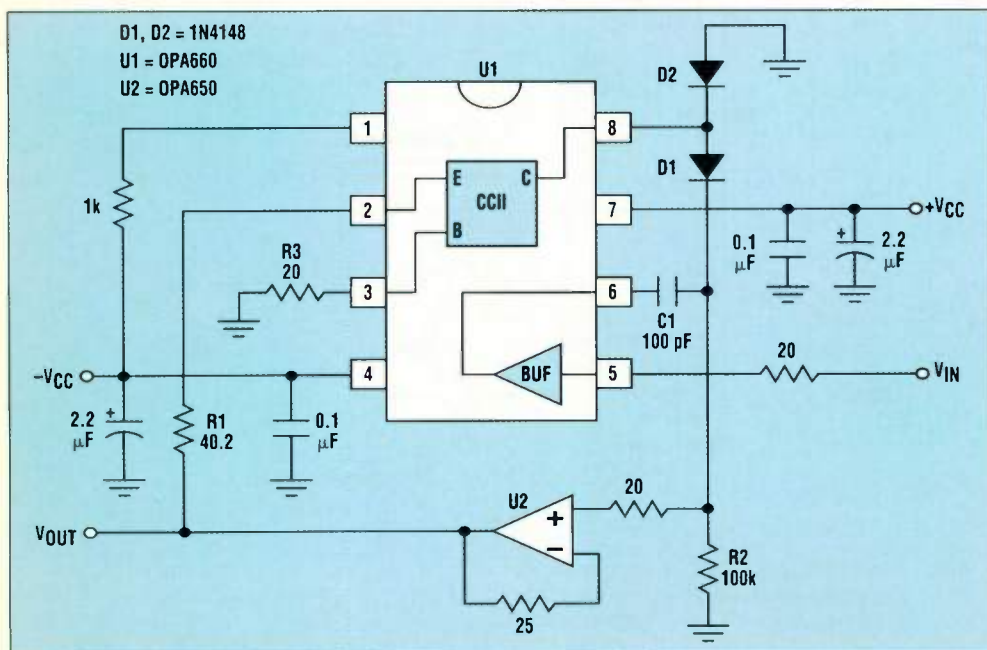 D1, D2 = 1N4148
U1 = OPA660
U2 = OPA650
U1
D2
1
8
D1
E
C
CCII
B
1k
2
7
+VCC
0.1
μF
2.2
μF
+
R3
20
3
6
C1
100 pF
BUF
–VCC
4
5
20
VIN
2.2
μF
+
R1
40.2
0.1
μF
U2
20
+
–
VOUT
R2
100k
25